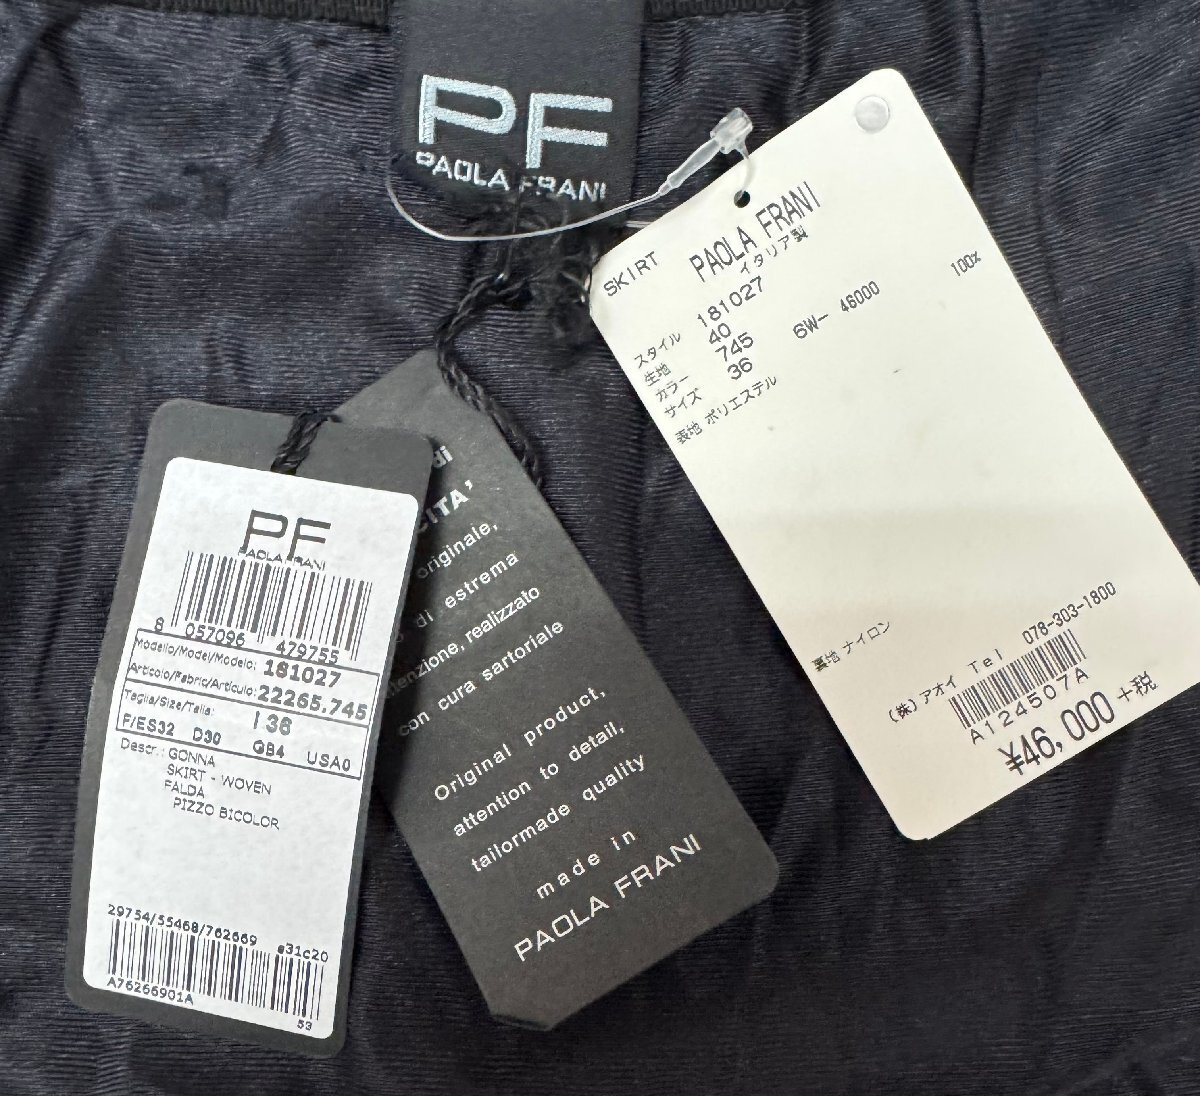 PF
PAOLA FRANI
SKIRT
PAOLA FRANI
イタリア製
スタイル 181027
生地 40
カラー 745 6W- 46000
サイズ 36
表地 ポリエステル 100%
裏地 ナイロン
(株)アオイ Tel 078-303-1800
A124507A
¥46,000 +税
PF
PAOLA FRANI
8 057096 479755
Modello/Model/Modelo: 181027
Articolo/Fabric/Articulo: 22265.745
Taglia/Size/Talla: I 36
F/ES32 D30 GB4 USA0
Descr.: GONNA
SKIRT - WOVEN
FALDA
PIZZO BICOLOR
29754/55468/762669 e31c20
A76266901A
53
di
CITA'
originale,
di estrema
realizzato
con cura sartoriale
Original product,
attention to detail,
tailormade quality
made in
PAOLA FRANI